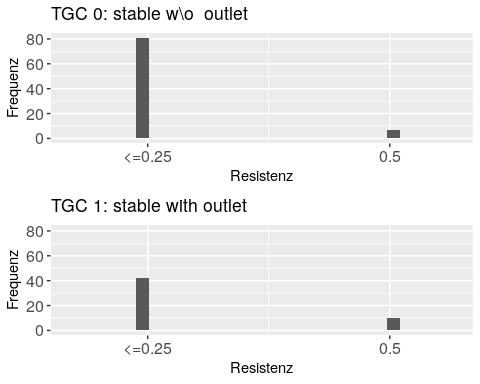 TGC 0: stable w\o  outlet
80
60
40
20
0
Frequenz
<=0.25 0.5
Resistenz
TGC 1: stable with outlet
80
60
40
20
0
Frequenz
<=0.25 0.5
Resistenz